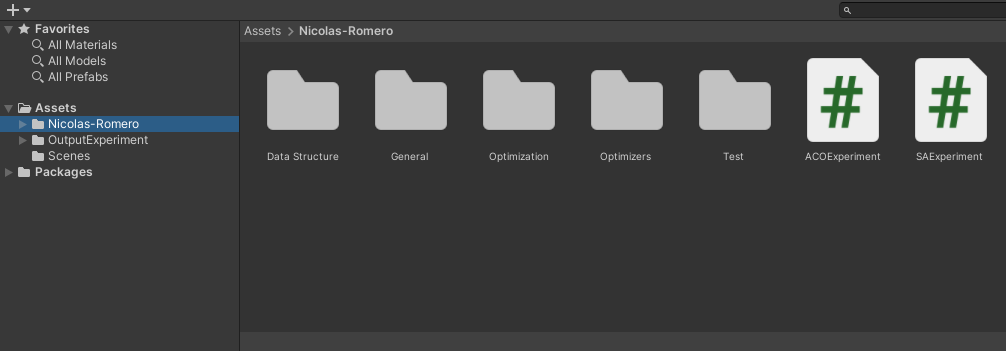 Favorites
All Materials
All Models
All Prefabs
Assets
Nicolas-Romero
OutputExperiment
Scenes
Packages
Assets > Nicolas-Romero
Data Structure
General
Optimization
Optimizers
Test
ACOExperiment
SAExperiment